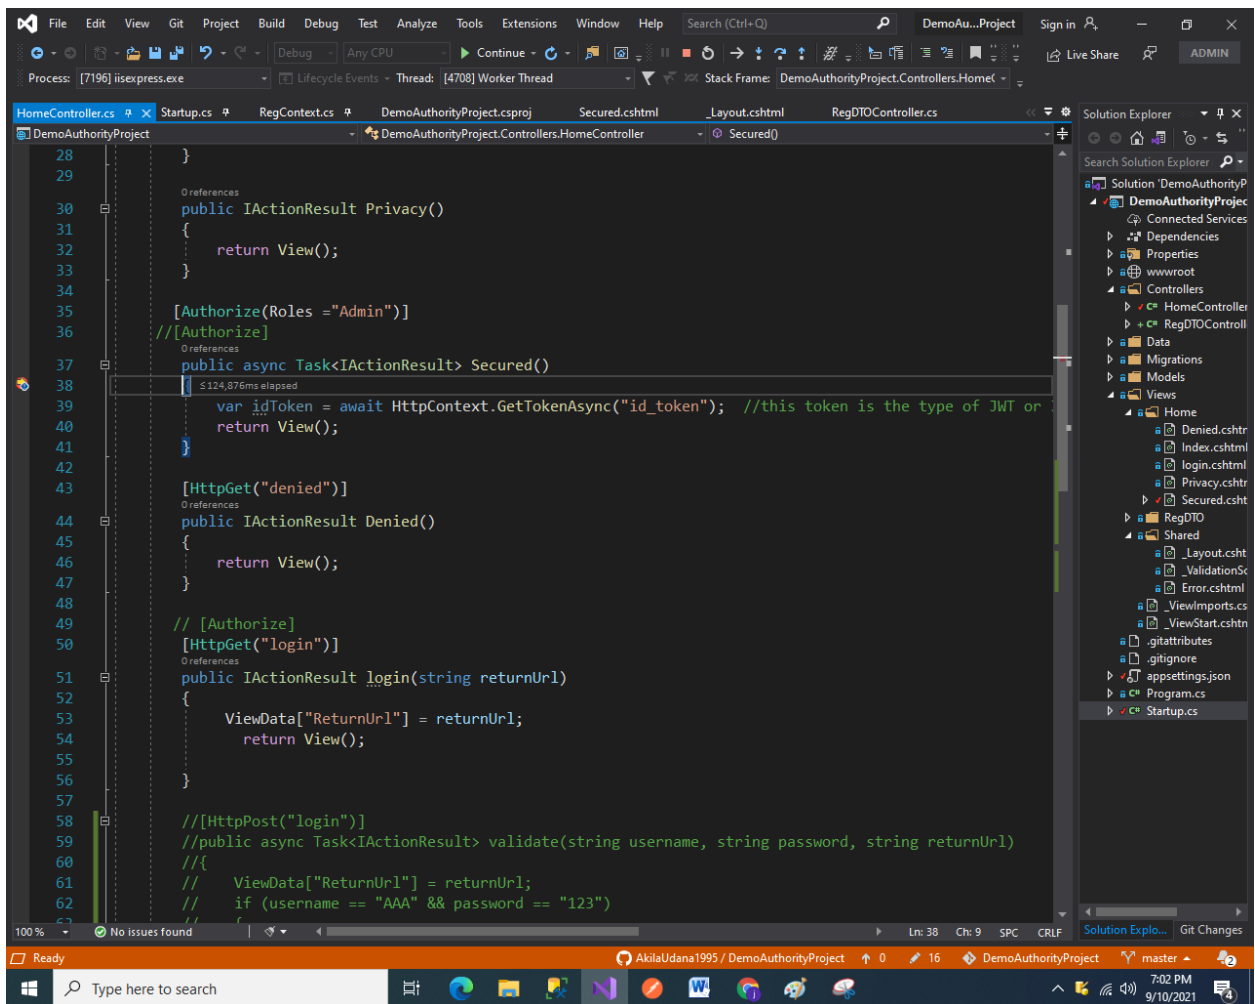 File Edit View Git Project Build Debug Test Analyze Tools Extensions Window Help Search (Ctrl+Q) DemoAu...Project Sign in
Debug Any CPU Continue Live Share ADMIN
Process: [7196] iisexpress.exe Lifecycle Events Thread: [4708] Worker Thread Stack Frame: DemoAuthorityProject.Controllers.HomeC
HomeController.cs Startup.cs RegContext.cs DemoAuthorityProject.csproj Secured.cshtml _Layout.cshtml RegDTOController.cs
DemoAuthorityProject DemoAuthorityProject.Controllers.HomeController Secured()
28 }
29
0 references
30 public IActionResult Privacy()
31 {
32 return View();
33 }
34
35 [Authorize(Roles ="Admin")]
36 //[Authorize]
0 references
37 public async Task<IActionResult> Secured()
38 { ≤124,876ms elapsed
39 var idToken = await HttpContext.GetTokenAsync("id_token"); //this token is the type of JWT or
40 return View();
41 }
42
43 [HttpGet("denied")]
0 references
44 public IActionResult Denied()
45 {
46 return View();
47 }
48
49 // [Authorize]
50 [HttpGet("login")]
0 references
51 public IActionResult login(string returnUrl)
52 {
53 ViewData["ReturnUrl"] = returnUrl;
54 return View();
55
56 }
57
58 //[HttpPost("login")]
59 //public async Task<IActionResult> validate(string username, string password, string returnUrl)
60 //{
61 // ViewData["ReturnUrl"] = returnUrl;
62 // if (username == "AAA" && password == "123")
63 // {
100 % No issues found Ln: 38 Ch: 9 SPC CRLF
Solution Explorer
Search Solution Explorer
Solution 'DemoAuthorityP
DemoAuthorityProjec
Connected Services
Dependencies
Properties
wwwroot
Controllers
C# HomeController
C# RegDTOControll
Data
Migrations
Models
Views
Home
Denied.cshtr
Index.cshtml
login.cshtml
Privacy.cshtr
Secured.csht
RegDTO
Shared
_Layout.csht
_ValidationSc
Error.cshtml
_ViewImports.cs
_ViewStart.cshtn
.gitattributes
.gitignore
appsettings.json
C# Program.cs
C# Startup.cs
Solution Explo... Git Changes
Ready AkilaUdana1995 / DemoAuthorityProject 0 16 DemoAuthorityProject master 2
Type here to search
7:02 PM
9/10/2021
4